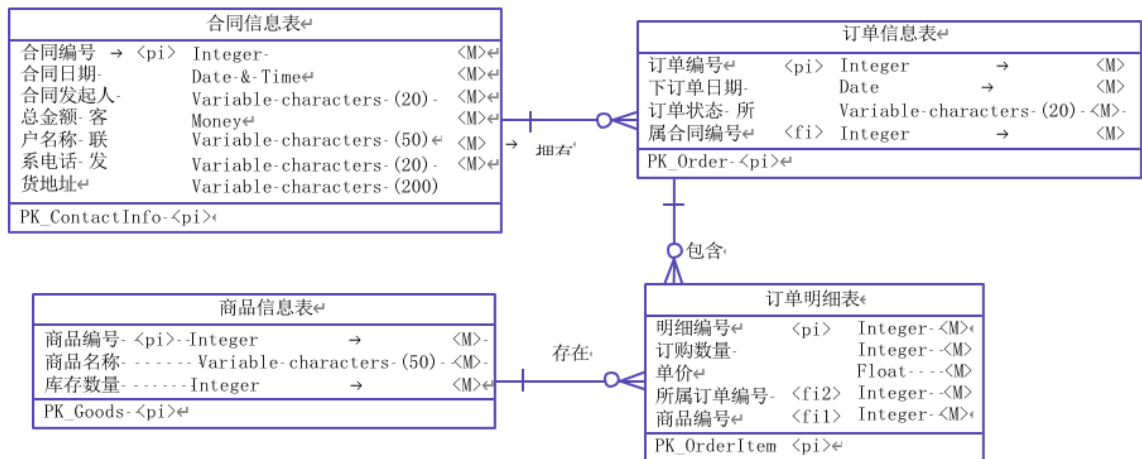 合同信息表↵
合同编号 → <pi> Integer- <M>↵
合同日期- Date-&-Time↵ <M>↵
合同发起人- Variable-characters-(20)- <M>↵
总金额-客 Money↵ <M>↵
户名称-联 Variable-characters-(50)↵ <M> →
系电话-发 Variable-characters-(20)- <M>↵
货地址↵ Variable-characters-(200)
PK_ContactInfo-<pi>↵
拥有
订单信息表↵
订单编号↵ <pi> Integer → <M>
下订单日期- Date → <M>
订单状态-所 Variable-characters-(20)-<M>-
属合同编号↵ <fi> Integer → <M>
PK_Order-<pi>↵
包含↵
商品信息表↵
商品编号-<pi>--Integer → <M>-
商品名称------Variable-characters-(50)-<M>-
库存数量-------Integer → <M>↵
PK_Goods-<pi>↵
存在↵
订单明细表↵
明细编号↵ <pi> Integer-<M>↵
订购数量- Integer--<M>
单价↵ Float----<M>
所属订单编号-<fi2> Integer--<M>
商品编号↵ <fi1> Integer-<M>↵
PK_OrderItem <pi>↵